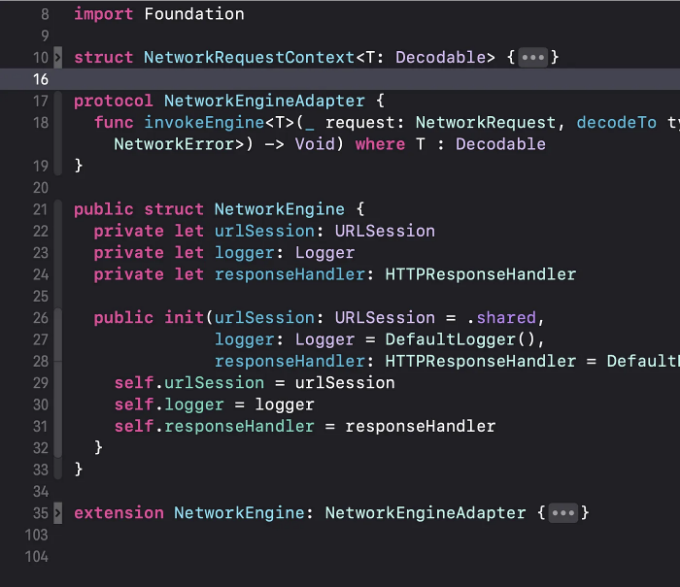 8 import Foundation
9
10 struct NetworkRequestContext<T: Decodable> {•••}
16
17 protocol NetworkEngineAdapter {
18 func invokeEngine<T>(_ request: NetworkRequest, decodeTo ty
NetworkError>) -> Void) where T : Decodable
19 }
20
21 public struct NetworkEngine {
22 private let urlSession: URLSession
23 private let logger: Logger
24 private let responseHandler: HTTPResponseHandler
25
26 public init(urlSession: URLSession = .shared,
27 logger: Logger = DefaultLogger(),
28 responseHandler: HTTPResponseHandler = Default
29 self.urlSession = urlSession
30 self.logger = logger
31 self.responseHandler = responseHandler
32 }
33 }
34
35 extension NetworkEngine: NetworkEngineAdapter {•••}
103
104